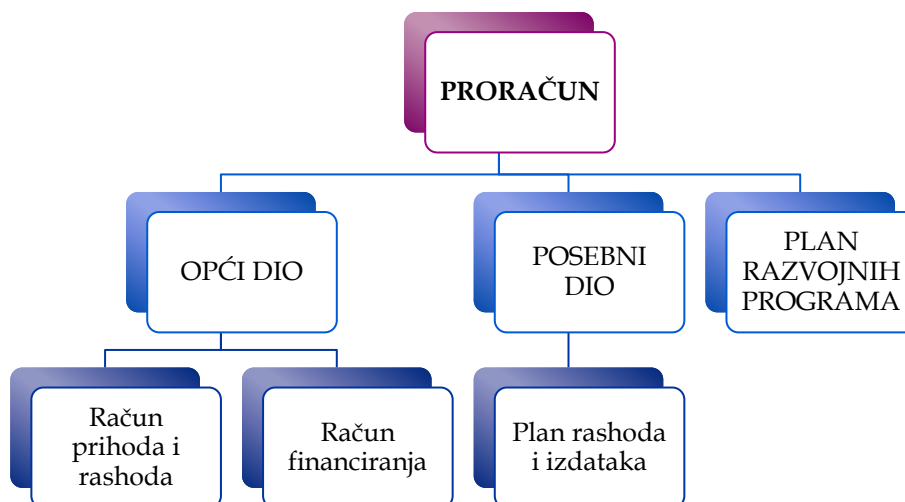 PRORAČUN
OPĆI DIO
POSEBNI
DIO
PLAN
RAZVOJNIH
PROGRAMA
Račun
prihoda i
rashoda
Račun
financiranja
Plan rashoda
i izdataka